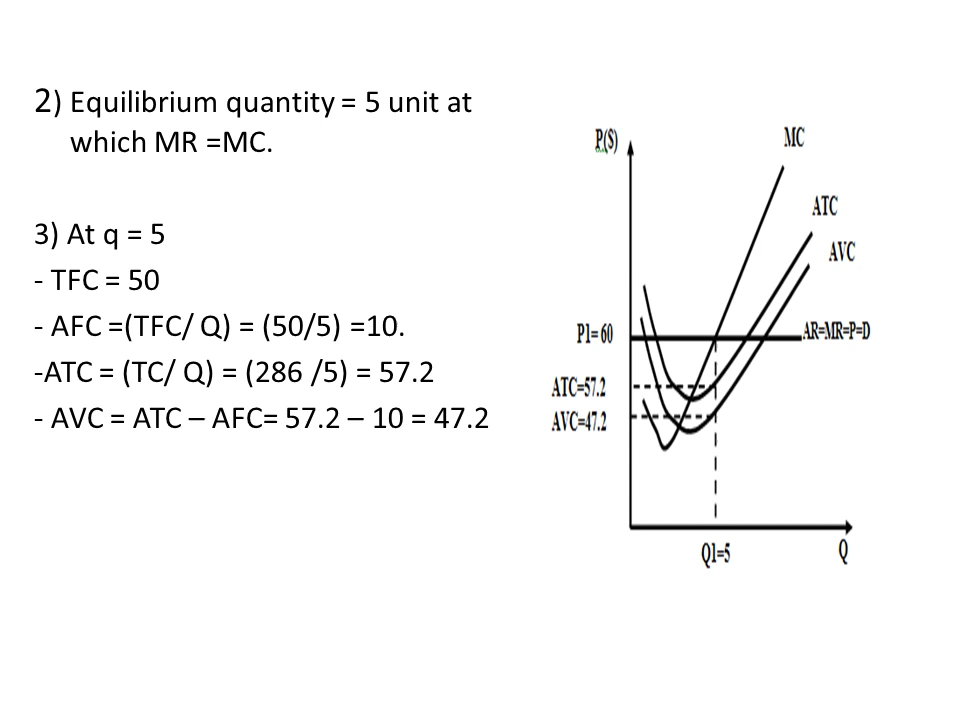 2) Equilibrium quantity = 5 unit at
which MR =MC.
3) At q = 5
- TFC = 50
- AFC =(TFC/ Q) = (50/5) =10.
-ATC = (TC/ Q) = (286 /5) = 57.2
- AVC = ATC – AFC= 57.2 – 10 = 47.2
P($)
MC
ATC
AVC
P1= 60
AR=MR=P=D
ATC=57.2
AVC=47.2
Q1=5
Q